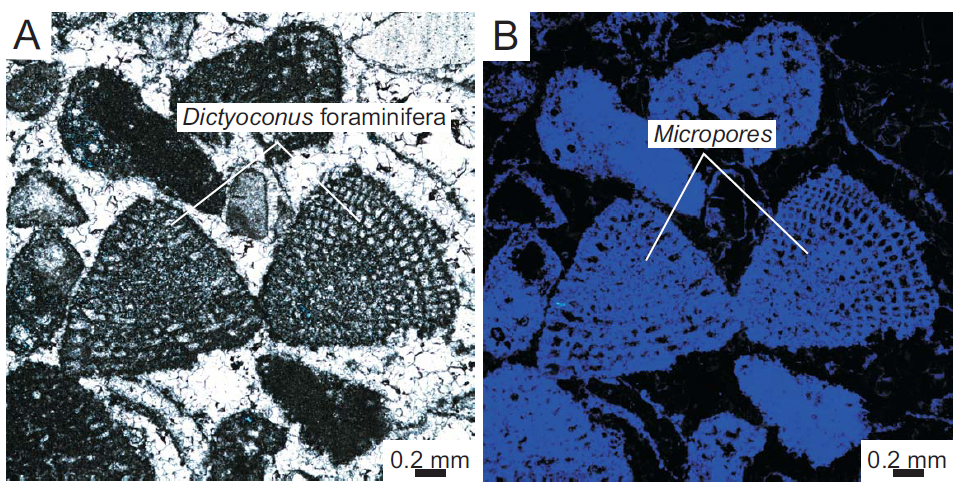 A
Dictyoconus foraminifera
0.2 mm
B
Micropores
0.2 mm